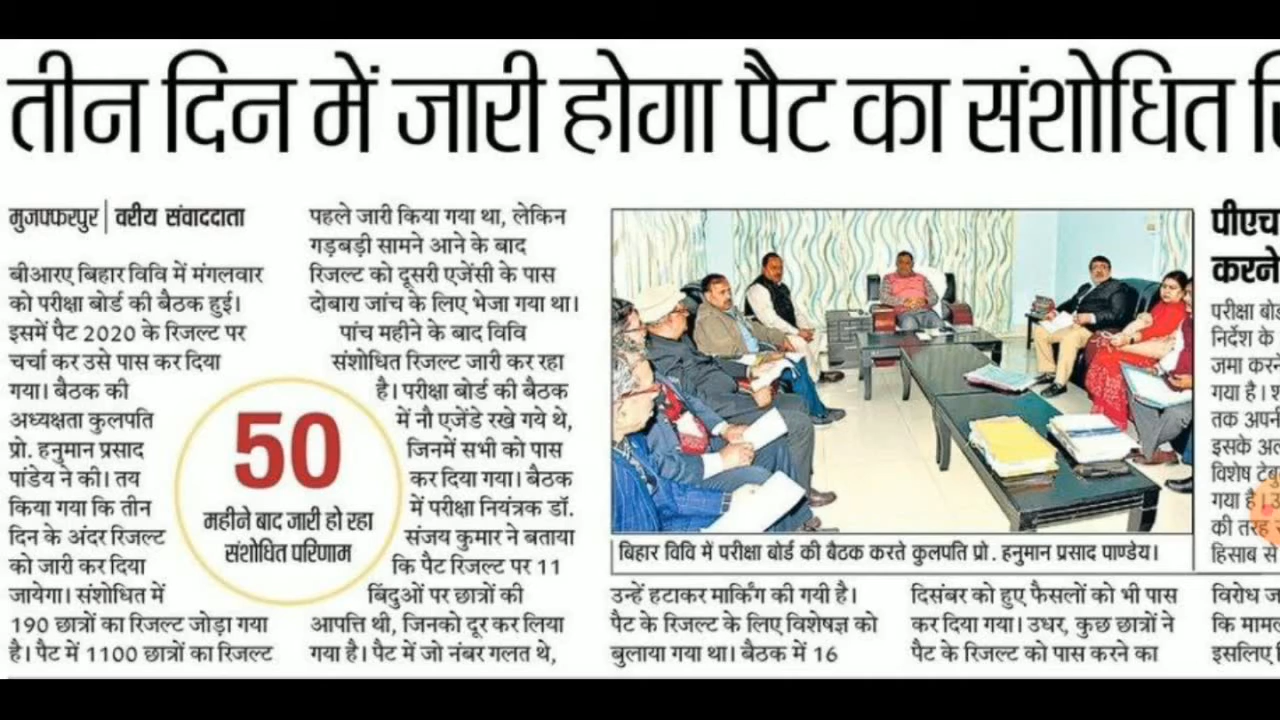 तीन दिन में जारी होगा पैट का संशोधित
मुजफ्फरपुर | वरीय संवाददाता
बीआरए बिहार विवि में मंगलवार
को परीक्षा बोर्ड की बैठक हुई।
इसमें पैट 2020 के रिजल्ट पर
चर्चा कर उसे पास कर दिया
गया। बैठक की
अध्यक्षता कुलपति
प्रो. हनुमान प्रसाद
पांडेय ने की। तय
किया गया कि तीन
दिन के अंदर रिजल्ट
को जारी कर दिया
जायेगा। संशोधित में
190 छात्रों का रिजल्ट जोड़ा गया
है। पैट में 1100 छात्रों का रिजल्ट
50
महीने बाद जारी हो रहा
संशोधित परिणाम
पहले जारी किया गया था, लेकिन
गड़बड़ी सामने आने के बाद
रिजल्ट को दूसरी एजेंसी के पास
दोबारा जांच के लिए भेजा गया था।
पांच महीने के बाद विवि
संशोधित रिजल्ट जारी कर रहा
है। परीक्षा बोर्ड की बैठक
में नौ एजेंडे रखे गये थे,
जिनमें सभी को पास
कर दिया गया। बैठक
में परीक्षा नियंत्रक डॉ.
संजय कुमार ने बताया
कि पैट रिजल्ट पर 11
बिंदुओं पर छात्रों की
आपत्ति थी, जिनको दूर कर लिया
गया है। पैट में जो नंबर गलत थे,
बिहार विवि में परीक्षा बोर्ड की बैठक करते कुलपति प्रो. हनुमान प्रसाद पाण्डेय।
उन्हें हटाकर मार्किंग की गयी है।
पैट के रिजल्ट के लिए विशेषज्ञ को
बुलाया गया था। बैठक में 16
दिसंबर को हुए फैसलों को भी पास
कर दिया गया। उधर, कुछ छात्रों ने
पैट के रिजल्ट को पास करने का
पीएच
करने
परीक्षा बोर्ड
निर्देश के
जमा करन
गया है।
तक अपनी
इसके अल
विशेष टेबु
गया है।
की तरह
हिसाब से
विरोध ज
कि मामल
इसलिए